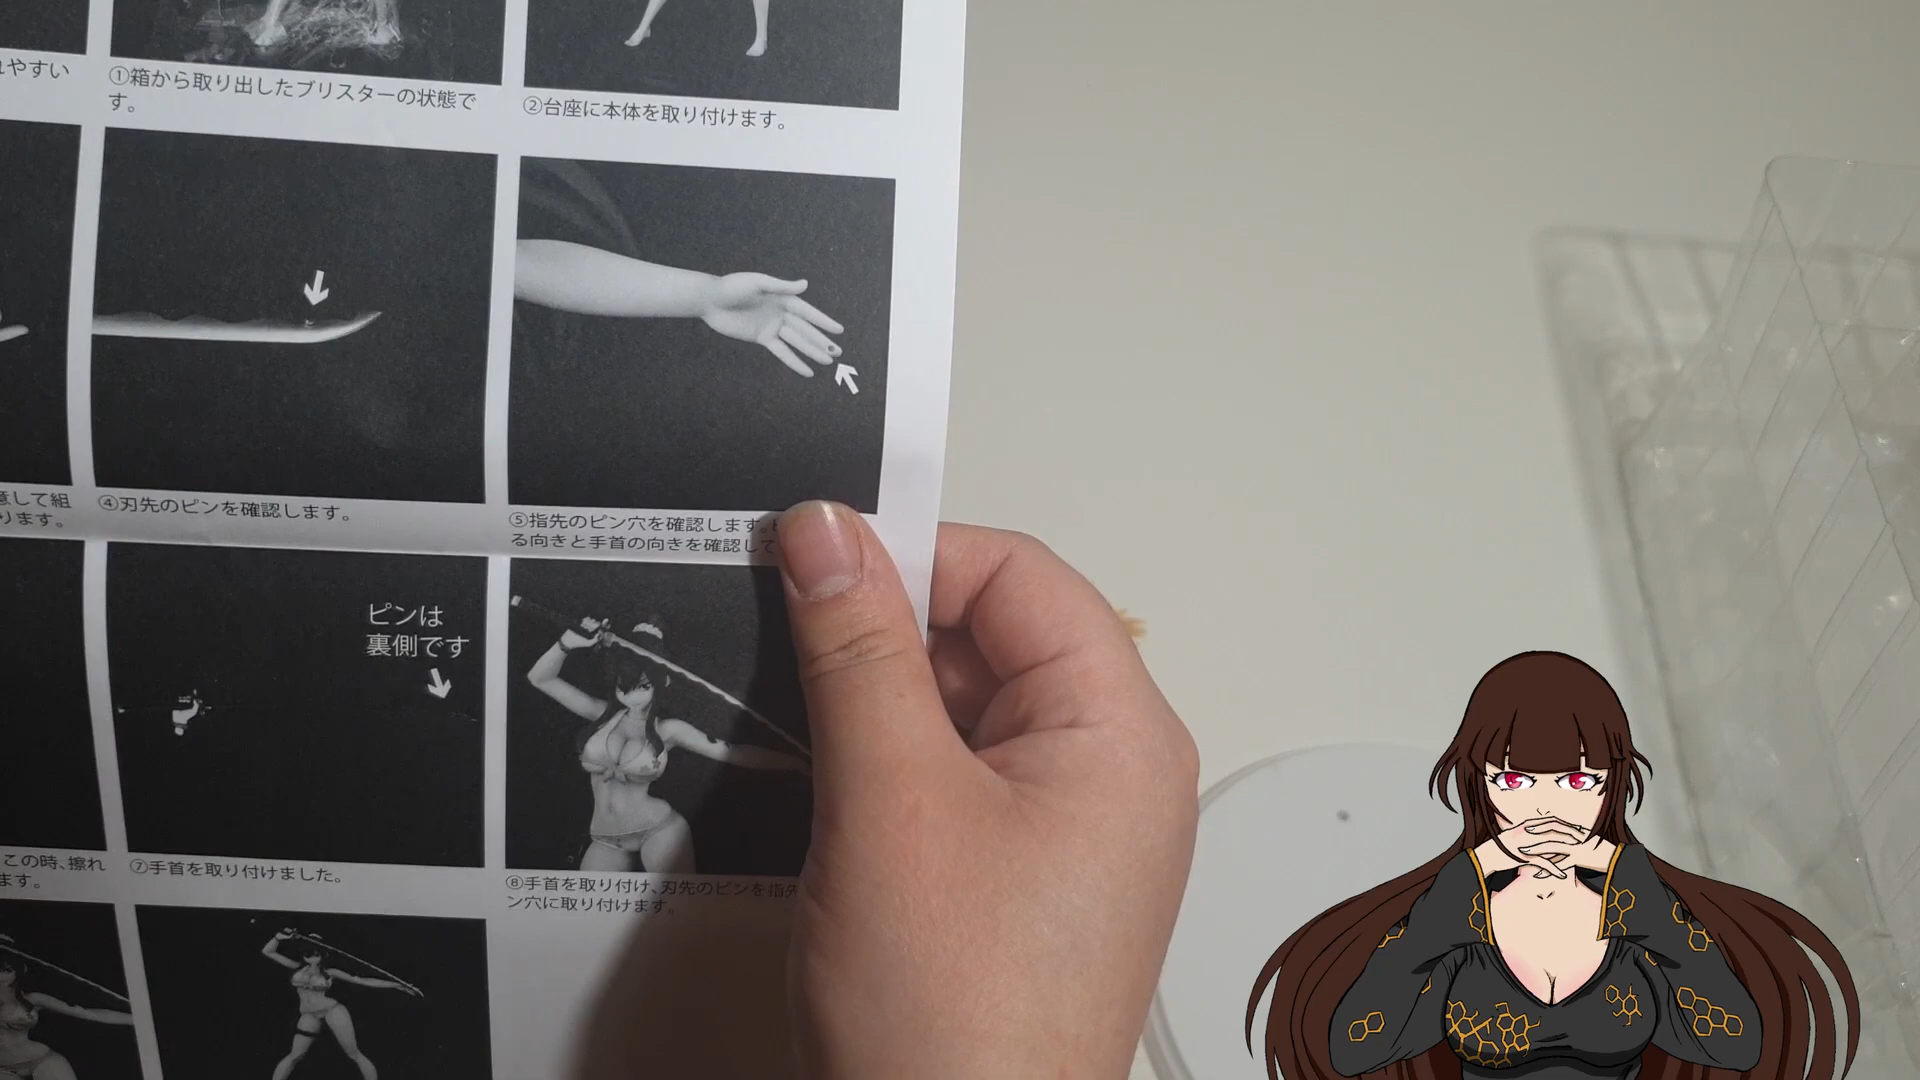 れやすい
①箱から取り出したブリスターの状態で
す。
②台座に本体を取り付けます。
意して組
ります。
④刃先のピンを確認します。
⑤指先のピン穴を確認します。
る向きと手首の向きを確認して
ピンは
裏側です
この時、擦れ
ます。
⑦手首を取り付けました。
⑧手首を取り付け、刃先のピンを指先
ン穴に取り付けます。